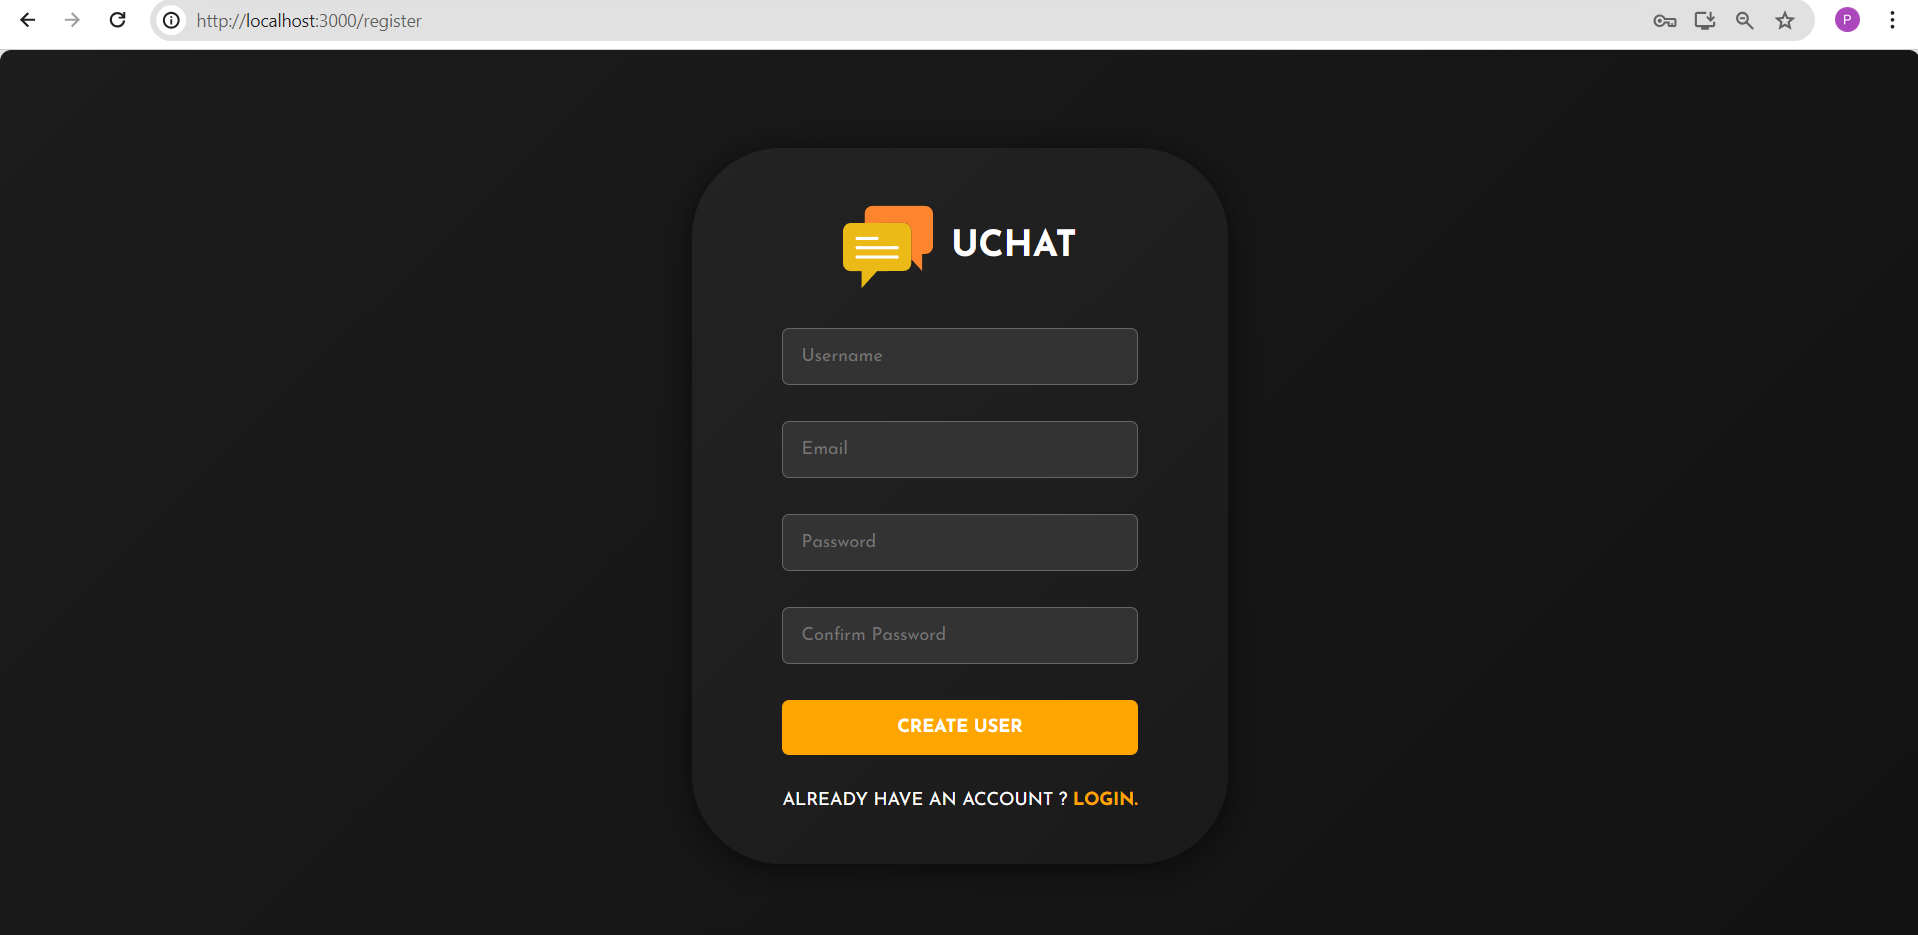 http://localhost:3000/register
P
UCHAT
Username
Email
Password
Confirm Password
CREATE USER
ALREADY HAVE AN ACCOUNT ? LOGIN.